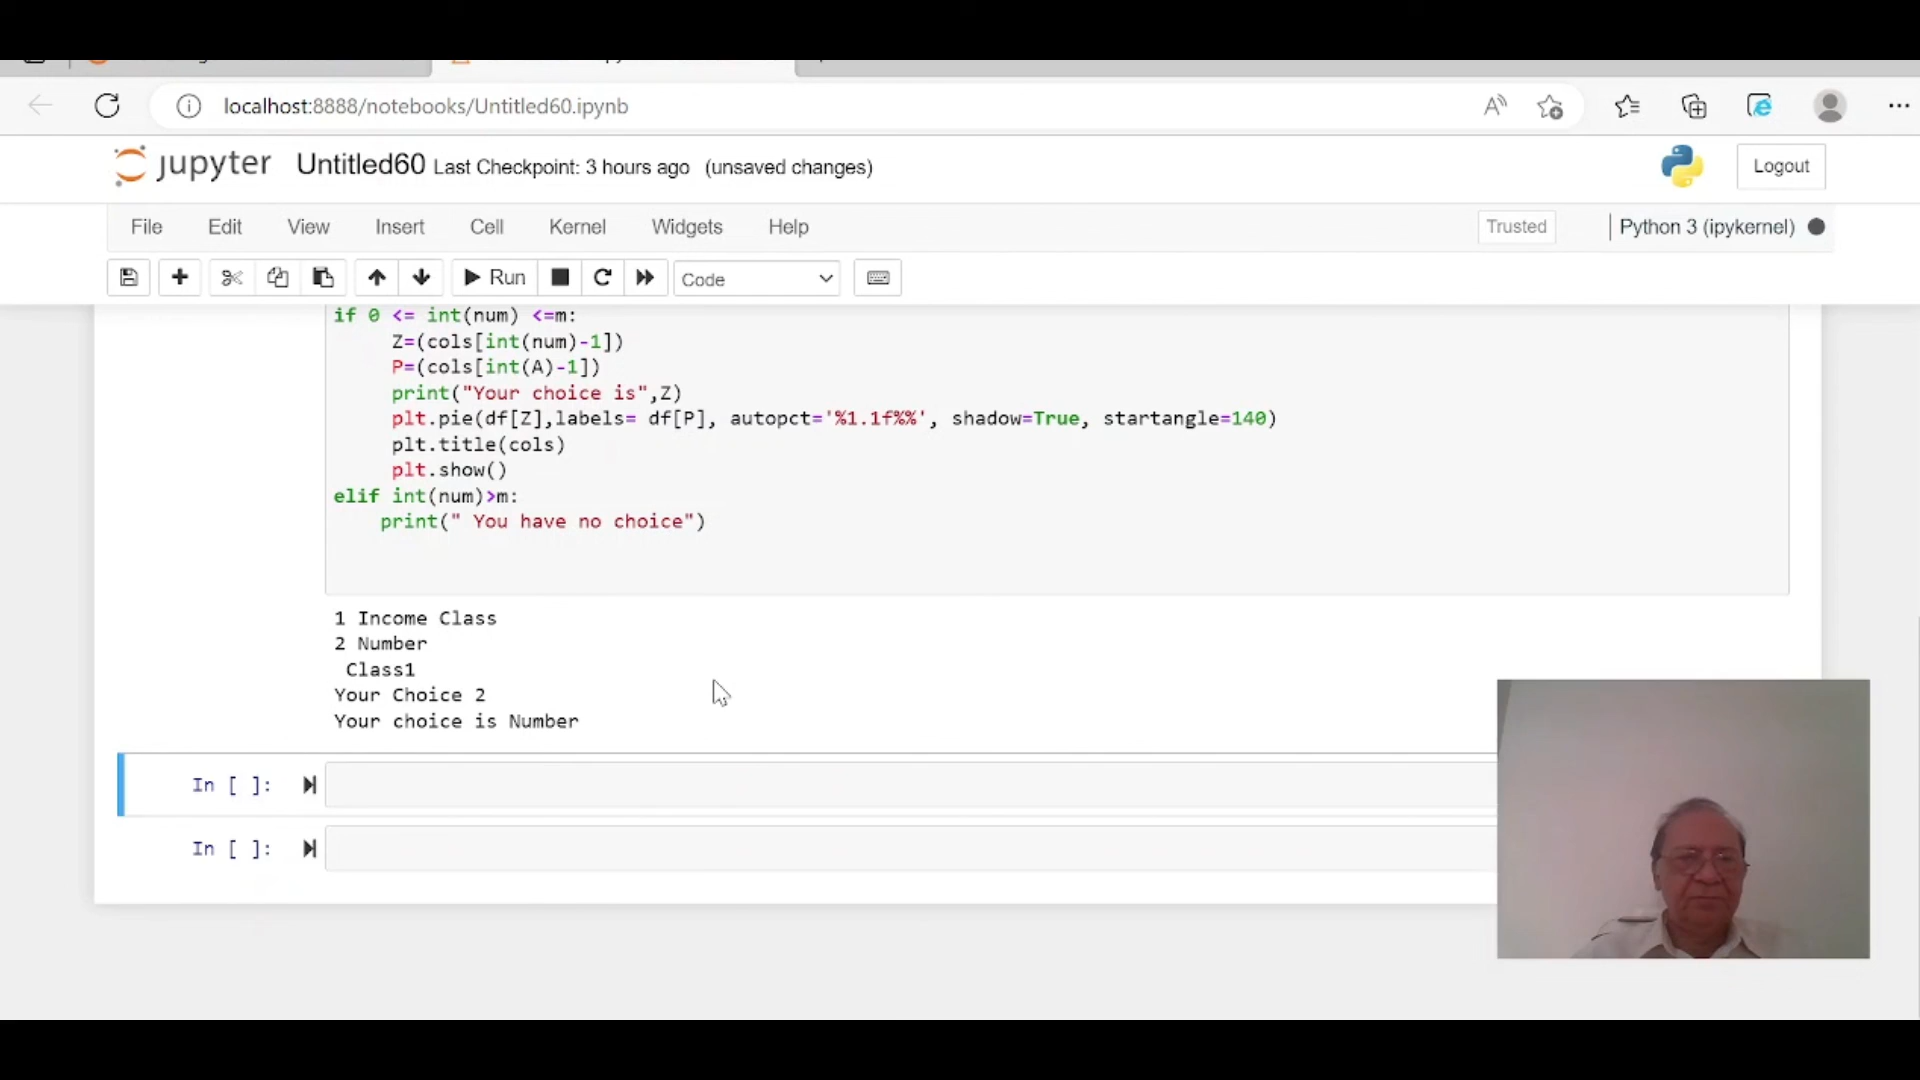 localhost:8888/notebooks/Untitled60.ipynb
jupyter Untitled60 Last Checkpoint: 3 hours ago (unsaved changes)
Logout
File Edit View Insert Cell Kernel Widgets Help
Trusted
Python 3 (ipykernel)
Run
Code
if 0 <= int(num) <=m:
Z=(cols[int(num)-1])
P=(cols[int(A)-1])
print("Your choice is",Z)
plt.pie(df[Z],labels= df[P], autopct='%1.1f%%', shadow=True, startangle=140)
plt.title(cols)
plt.show()
elif int(num)>m:
print(" You have no choice")
1 Income Class
2 Number
Class1
Your Choice 2
Your choice is Number
In [ ]:
In [ ]: